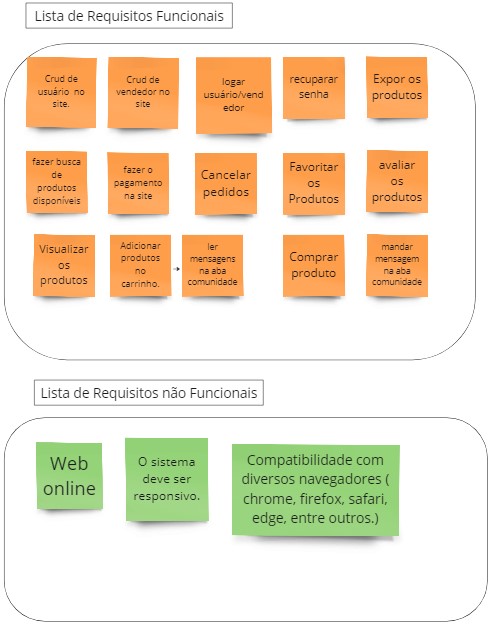 Lista de Requisitos Funcionais
Crud de
usuário no
site.
Crud de
vendedor no
site
logar
usuário/vend
edor
recuparar
senha
Expor os
produtos
fazer busca
de
produtos
disponíveis
fazer o
pagamento
na site
Cancelar
pedidos
Favoritar
os
Produtos
avaliar
os
produtos
Visualizar
os
produtos
Adicionar
produtos
no
carrinho.
ler
mensagens
na aba
comunidade
Comprar
produto
mandar
mensagem
na aba
comunidade
Lista de Requisitos não Funcionais
Web
online
O sistema
deve ser
responsivo.
Compatibilidade com
diversos navegadores (
chrome, firefox, safari,
edge, entre outros.)